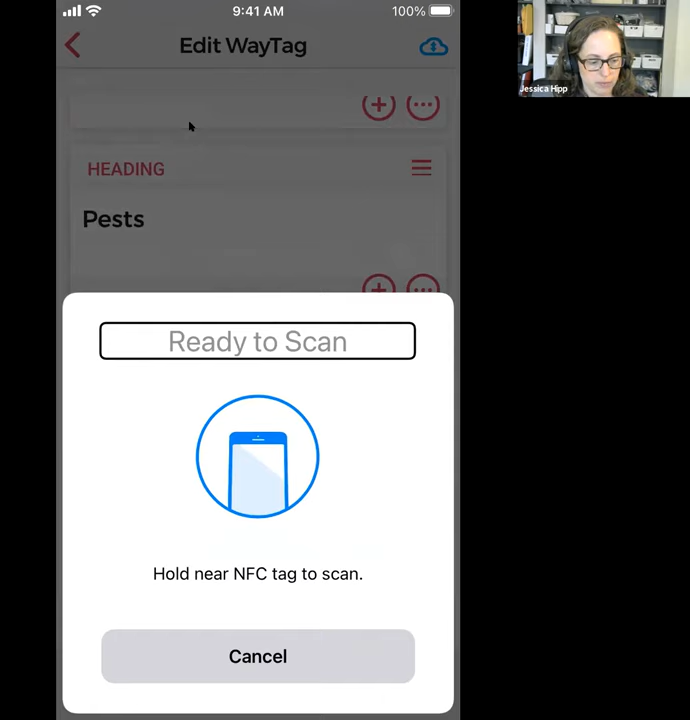 9:41 AM
100%
Edit WayTag
Jessica Hipp
HEADING
Pests
Ready to Scan
Hold near NFC tag to scan.
Cancel